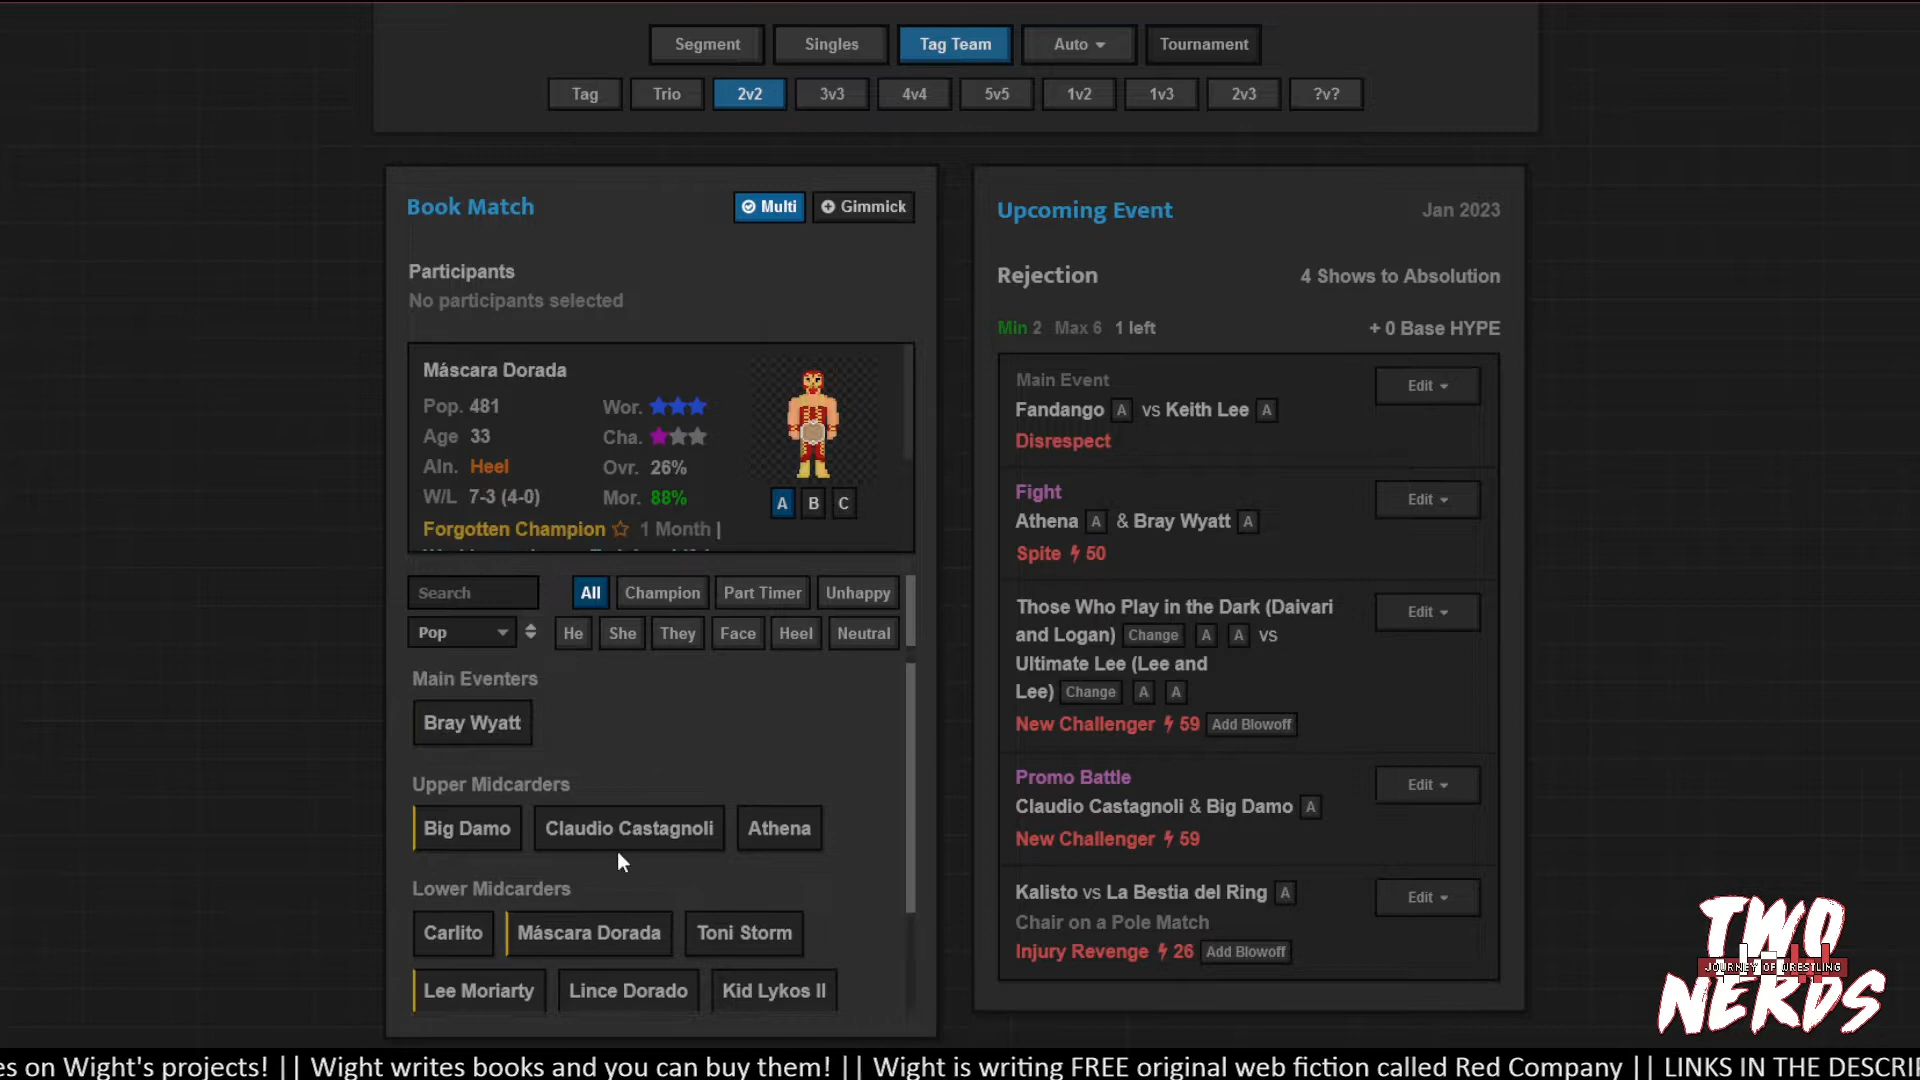 Segment Singles Tag Team Auto Tournament
Tag Trio 2v2 3v3 4v4 5v5 1v2 1v3 2v3 ?v?
Book Match Multi Gimmick
Participants
No participants selected
Máscara Dorada
Pop. 481 Wor.
Age 33 Cha.
Aln. Heel Ovr. 26%
W/L 7-3 (4-0) Mor. 88%
A B C
Forgotten Champion 1 Month |
Search All Champion Part Timer Unhappy
Pop He She They Face Heel Neutral
Main Eventers
Bray Wyatt
Upper Midcarders
Big Damo Claudio Castagnoli Athena
Lower Midcarders
Carlito Máscara Dorada Toni Storm
Lee Moriarty Lince Dorado Kid Lykos II
Upcoming Event Jan 2023
Rejection 4 Shows to Absolution
Min 2 Max 6 1 left + 0 Base HYPE
Main Event Edit
Fandango A vs Keith Lee A
Disrespect
Fight Edit
Athena A & Bray Wyatt A
Spite 50
Those Who Play in the Dark (Daivari Edit
and Logan) Change A A vs
Ultimate Lee (Lee and
Lee) Change A A
New Challenger 59 Add Blowoff
Promo Battle Edit
Claudio Castagnoli & Big Damo A
New Challenger 59
Kalisto vs La Bestia del Ring A Edit
Chair on a Pole Match
Injury Revenge 26 Add Blowoff
TWO
JOURNEY OF WRESTLING
NERDS
es on Wight's projects! || Wight writes books and you can buy them! || Wight is writing FREE original web fiction called Red Company || LINKS IN THE DESCRI